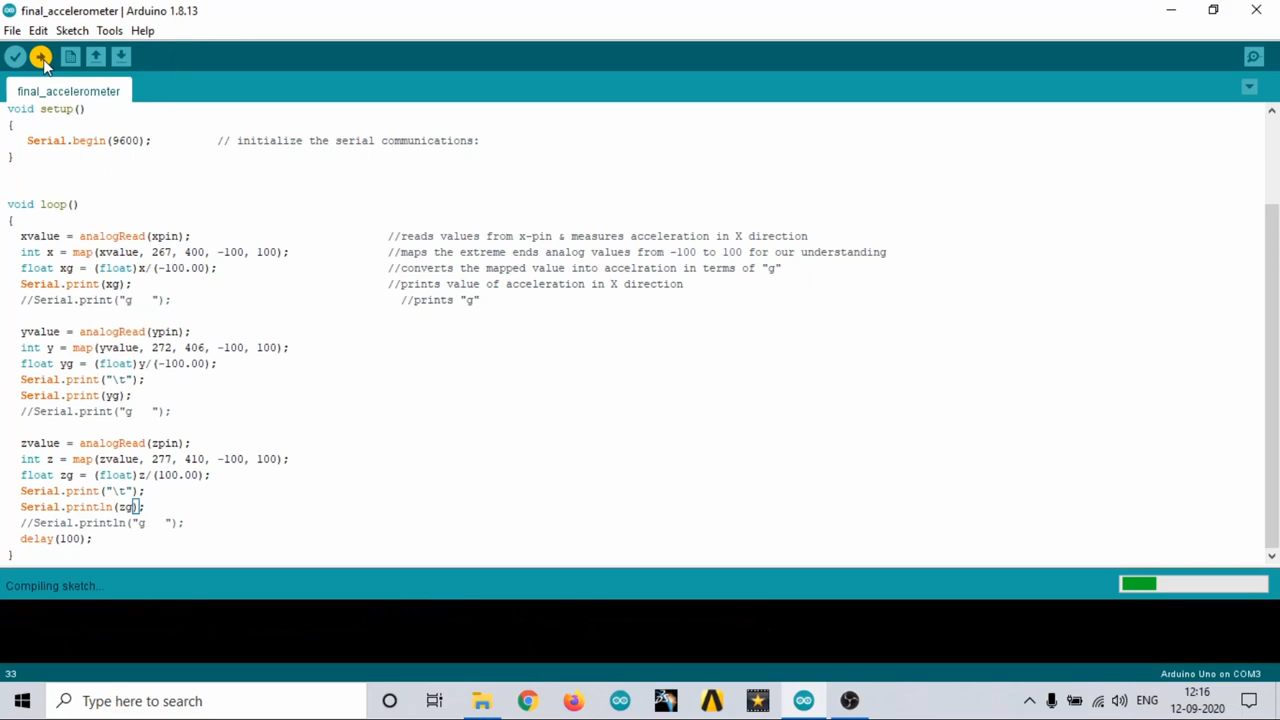 final_accelerometer | Arduino 1.8.13
File Edit Sketch Tools Help
final_accelerometer
void setup()
{
Serial.begin(9600); // initialize the serial communications:
}
void loop()
{
xvalue = analogRead(xpin); //reads values from x-pin & measures acceleration in X direction
int x = map(xvalue, 267, 400, -100, 100); //maps the extreme ends analog values from -100 to 100 for our understanding
float xg = (float)x/(-100.00); //converts the mapped value into accelration in terms of "g"
Serial.print(xg); //prints value of acceleration in X direction
//Serial.print("g   "); //prints "g"
yvalue = analogRead(ypin);
int y = map(yvalue, 272, 406, -100, 100);
float yg = (float)y/(-100.00);
Serial.print("\t");
Serial.print(yg);
//Serial.print("g   ");
zvalue = analogRead(zpin);
int z = map(zvalue, 277, 410, -100, 100);
float zg = (float)z/(100.00);
Serial.print("\t");
Serial.println(zg);
//Serial.println("g   ");
delay(100);
}
Compiling sketch...
33 Arduino Uno on COM3
Type here to search
ENG
12:16
12-09-2020